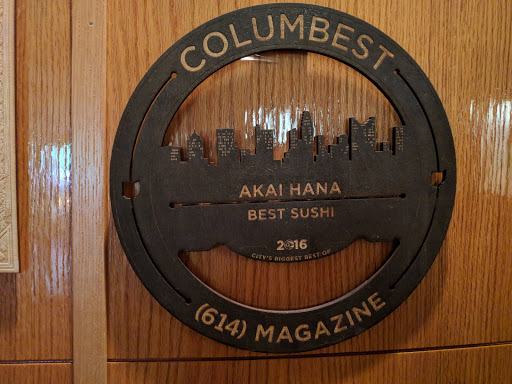 COLUMBEST
AKAI HANA
BEST SUSHI
2016
CITY'S BIGGEST BEST OF
(614) MAGAZINE